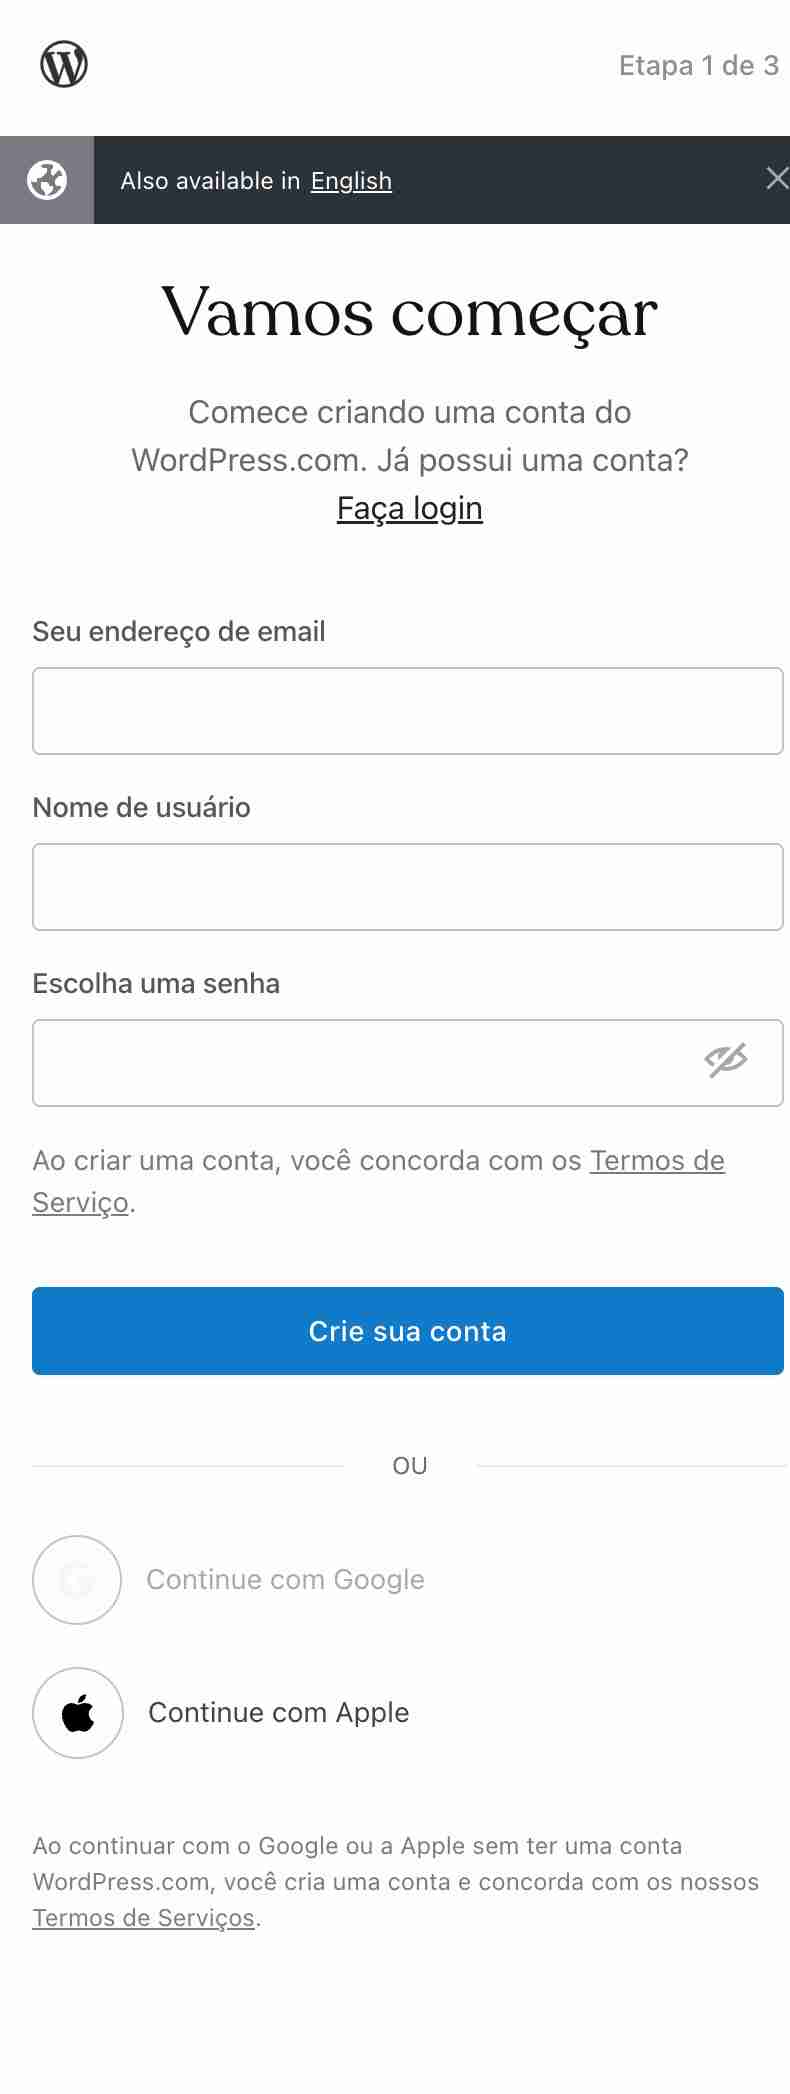 Etapa 1 de 3
Also available in English
Vamos começar
Comece criando uma conta do
WordPress.com. Já possui uma conta?
Faça login
Seu endereço de email
Nome de usuário
Escolha uma senha
Ao criar uma conta, você concorda com os Termos de
Serviço.
Crie sua conta
OU
Continue com Google
Continue com Apple
Ao continuar com o Google ou a Apple sem ter uma conta
WordPress.com, você cria uma conta e concorda com os nossos
Termos de Serviços.